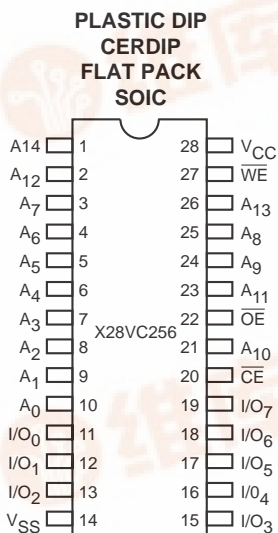 PLASTIC DIP
CERDIP
FLAT PACK
SOIC
A14 1 28 VCC
A12 2 27 WE
A7 3 26 A13
A6 4 25 A8
A5 5 24 A9
A4 6 23 A11
A3 7 22 OE
X28VC256
A2 8 21 A10
A1 9 20 CE
A0 10 19 I/O7
I/O0 11 18 I/O6
I/O1 12 17 I/O5
I/O2 13 16 I/04
VSS 14 15 I/O3